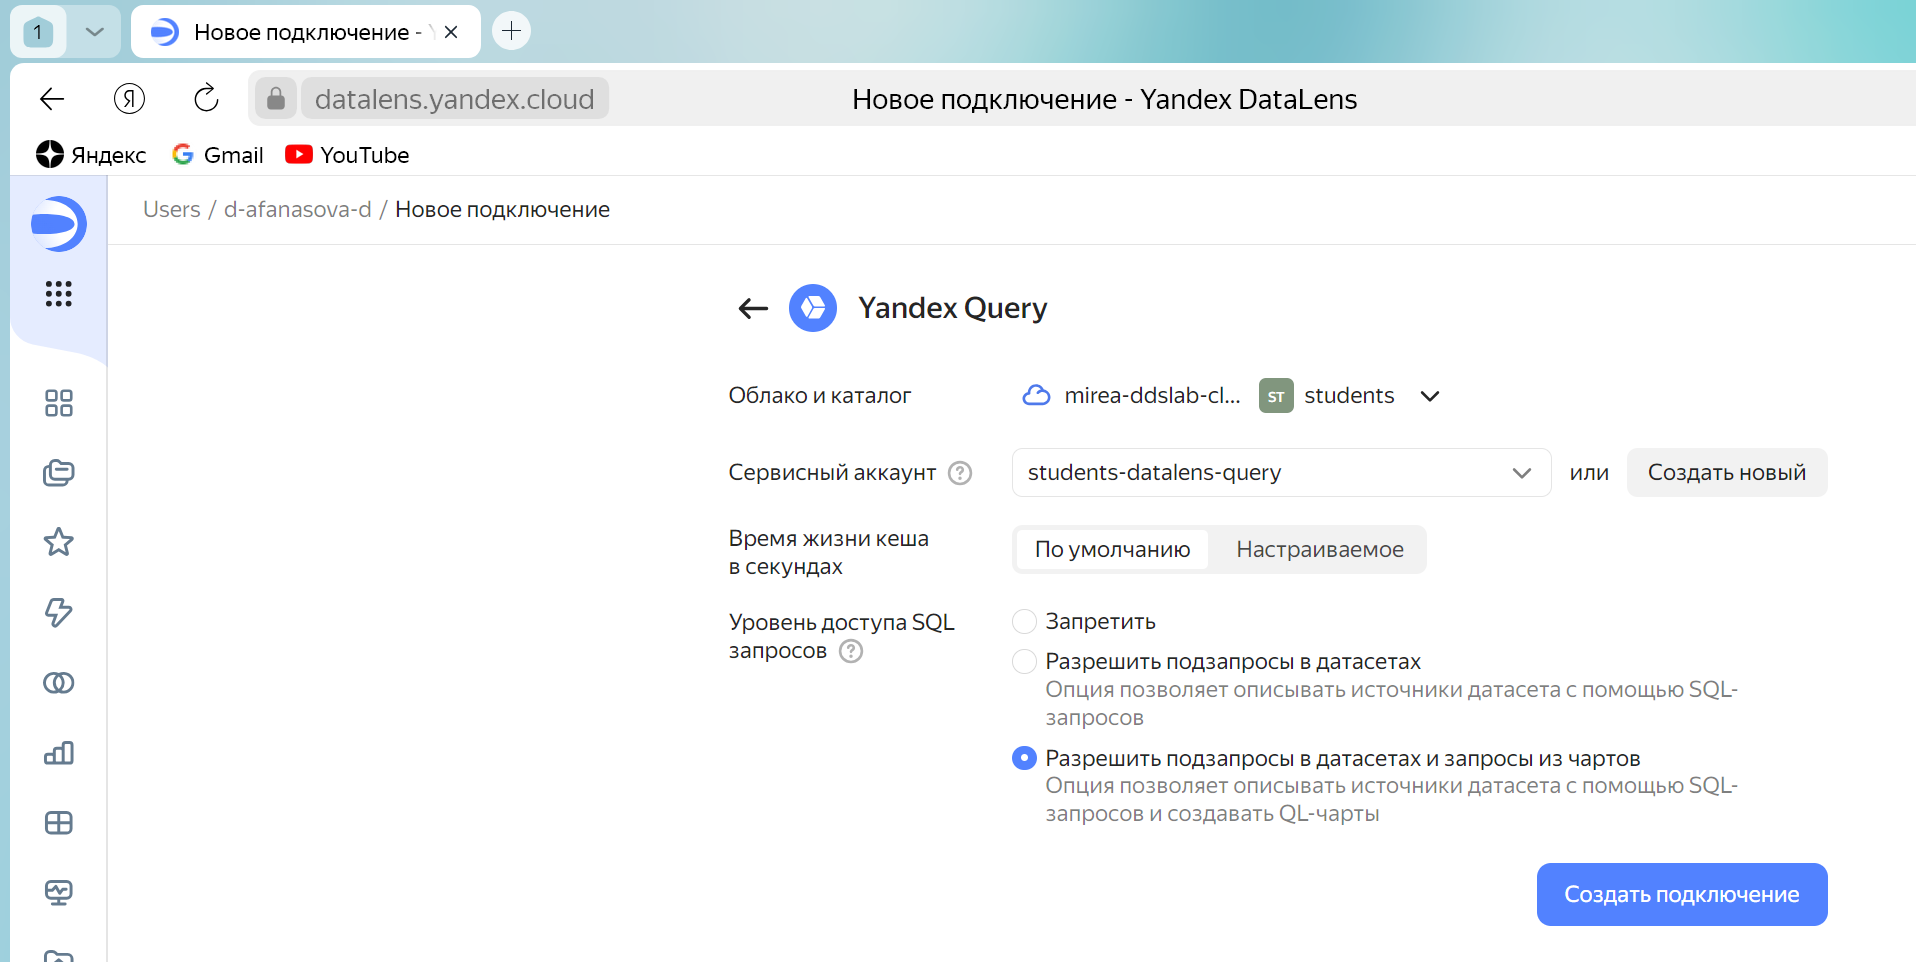 1
Новое подключение -
Я
datalens.yandex.cloud
Новое подключение - Yandex DataLens
Яндекс
Gmail
YouTube
Users / d-afanasova-d / Новое подключение
Yandex Query
Облако и каталог
mirea-ddslab-cl...
ST
students
Сервисный аккаунт ?
students-datalens-query
или
Создать новый
Время жизни кеша
в секундах
По умолчанию
Настраиваемое
Уровень доступа SQL
запросов ?
Запретить
Разрешить подзапросы в датасетах
Опция позволяет описывать источники датасета с помощью SQL-
запросов
Разрешить подзапросы в датасетах и запросы из чартов
Опция позволяет описывать источники датасета с помощью SQL-
запросов и создавать QL-чарты
Создать подключение